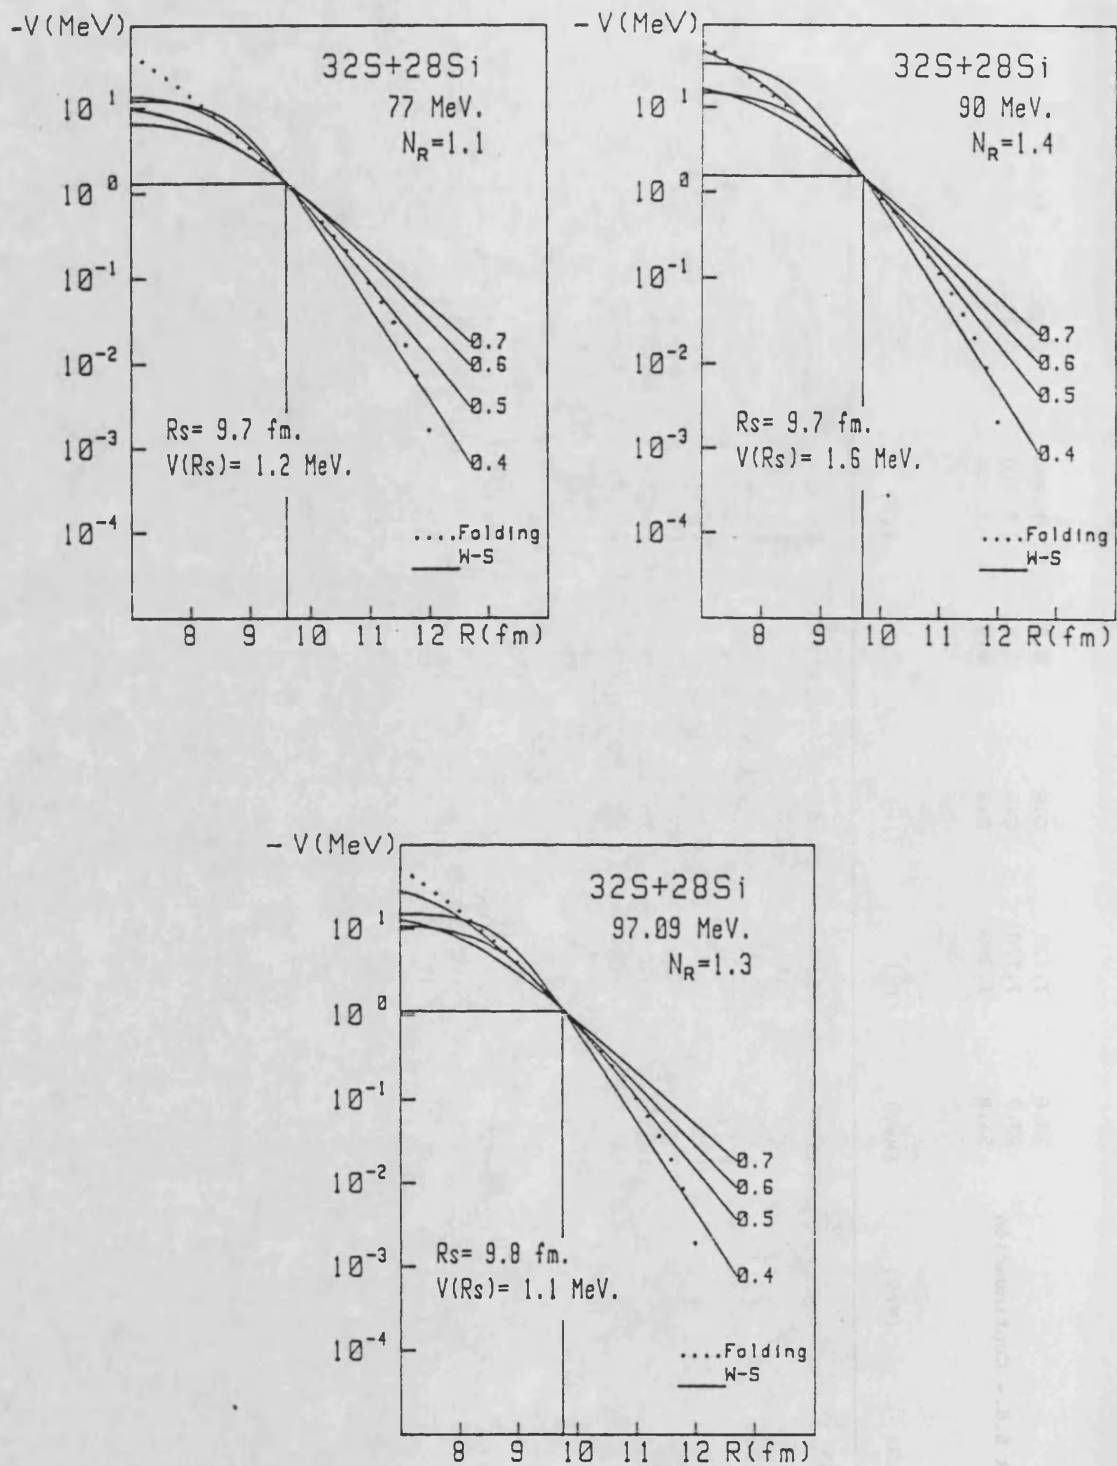 -V(MeV)
32S+28Si
77 MeV.
N_R=1.1
10^1
10^0
10^-1
10^-2
10^-3
10^-4
0.7
0.6
0.5
0.4
Rs= 9.7 fm.
V(Rs)= 1.2 MeV.
....Folding
W-S
8 9 10 11 12 R(fm)
-V(MeV)
32S+28Si
90 MeV.
N_R=1.4
10^1
10^0
10^-1
10^-2
10^-3
10^-4
0.7
0.6
0.5
0.4
Rs= 9.7 fm.
V(Rs)= 1.6 MeV.
....Folding
W-S
8 9 10 11 12 R(fm)
-V(MeV)
32S+28Si
97.09 MeV.
N_R=1.3
10^1
10^0
10^-1
10^-2
10^-3
10^-4
0.7
0.6
0.5
0.4
Rs= 9.8 fm.
V(Rs)= 1.1 MeV.
....Folding
W-S
8 9 10 11 12 R(fm)